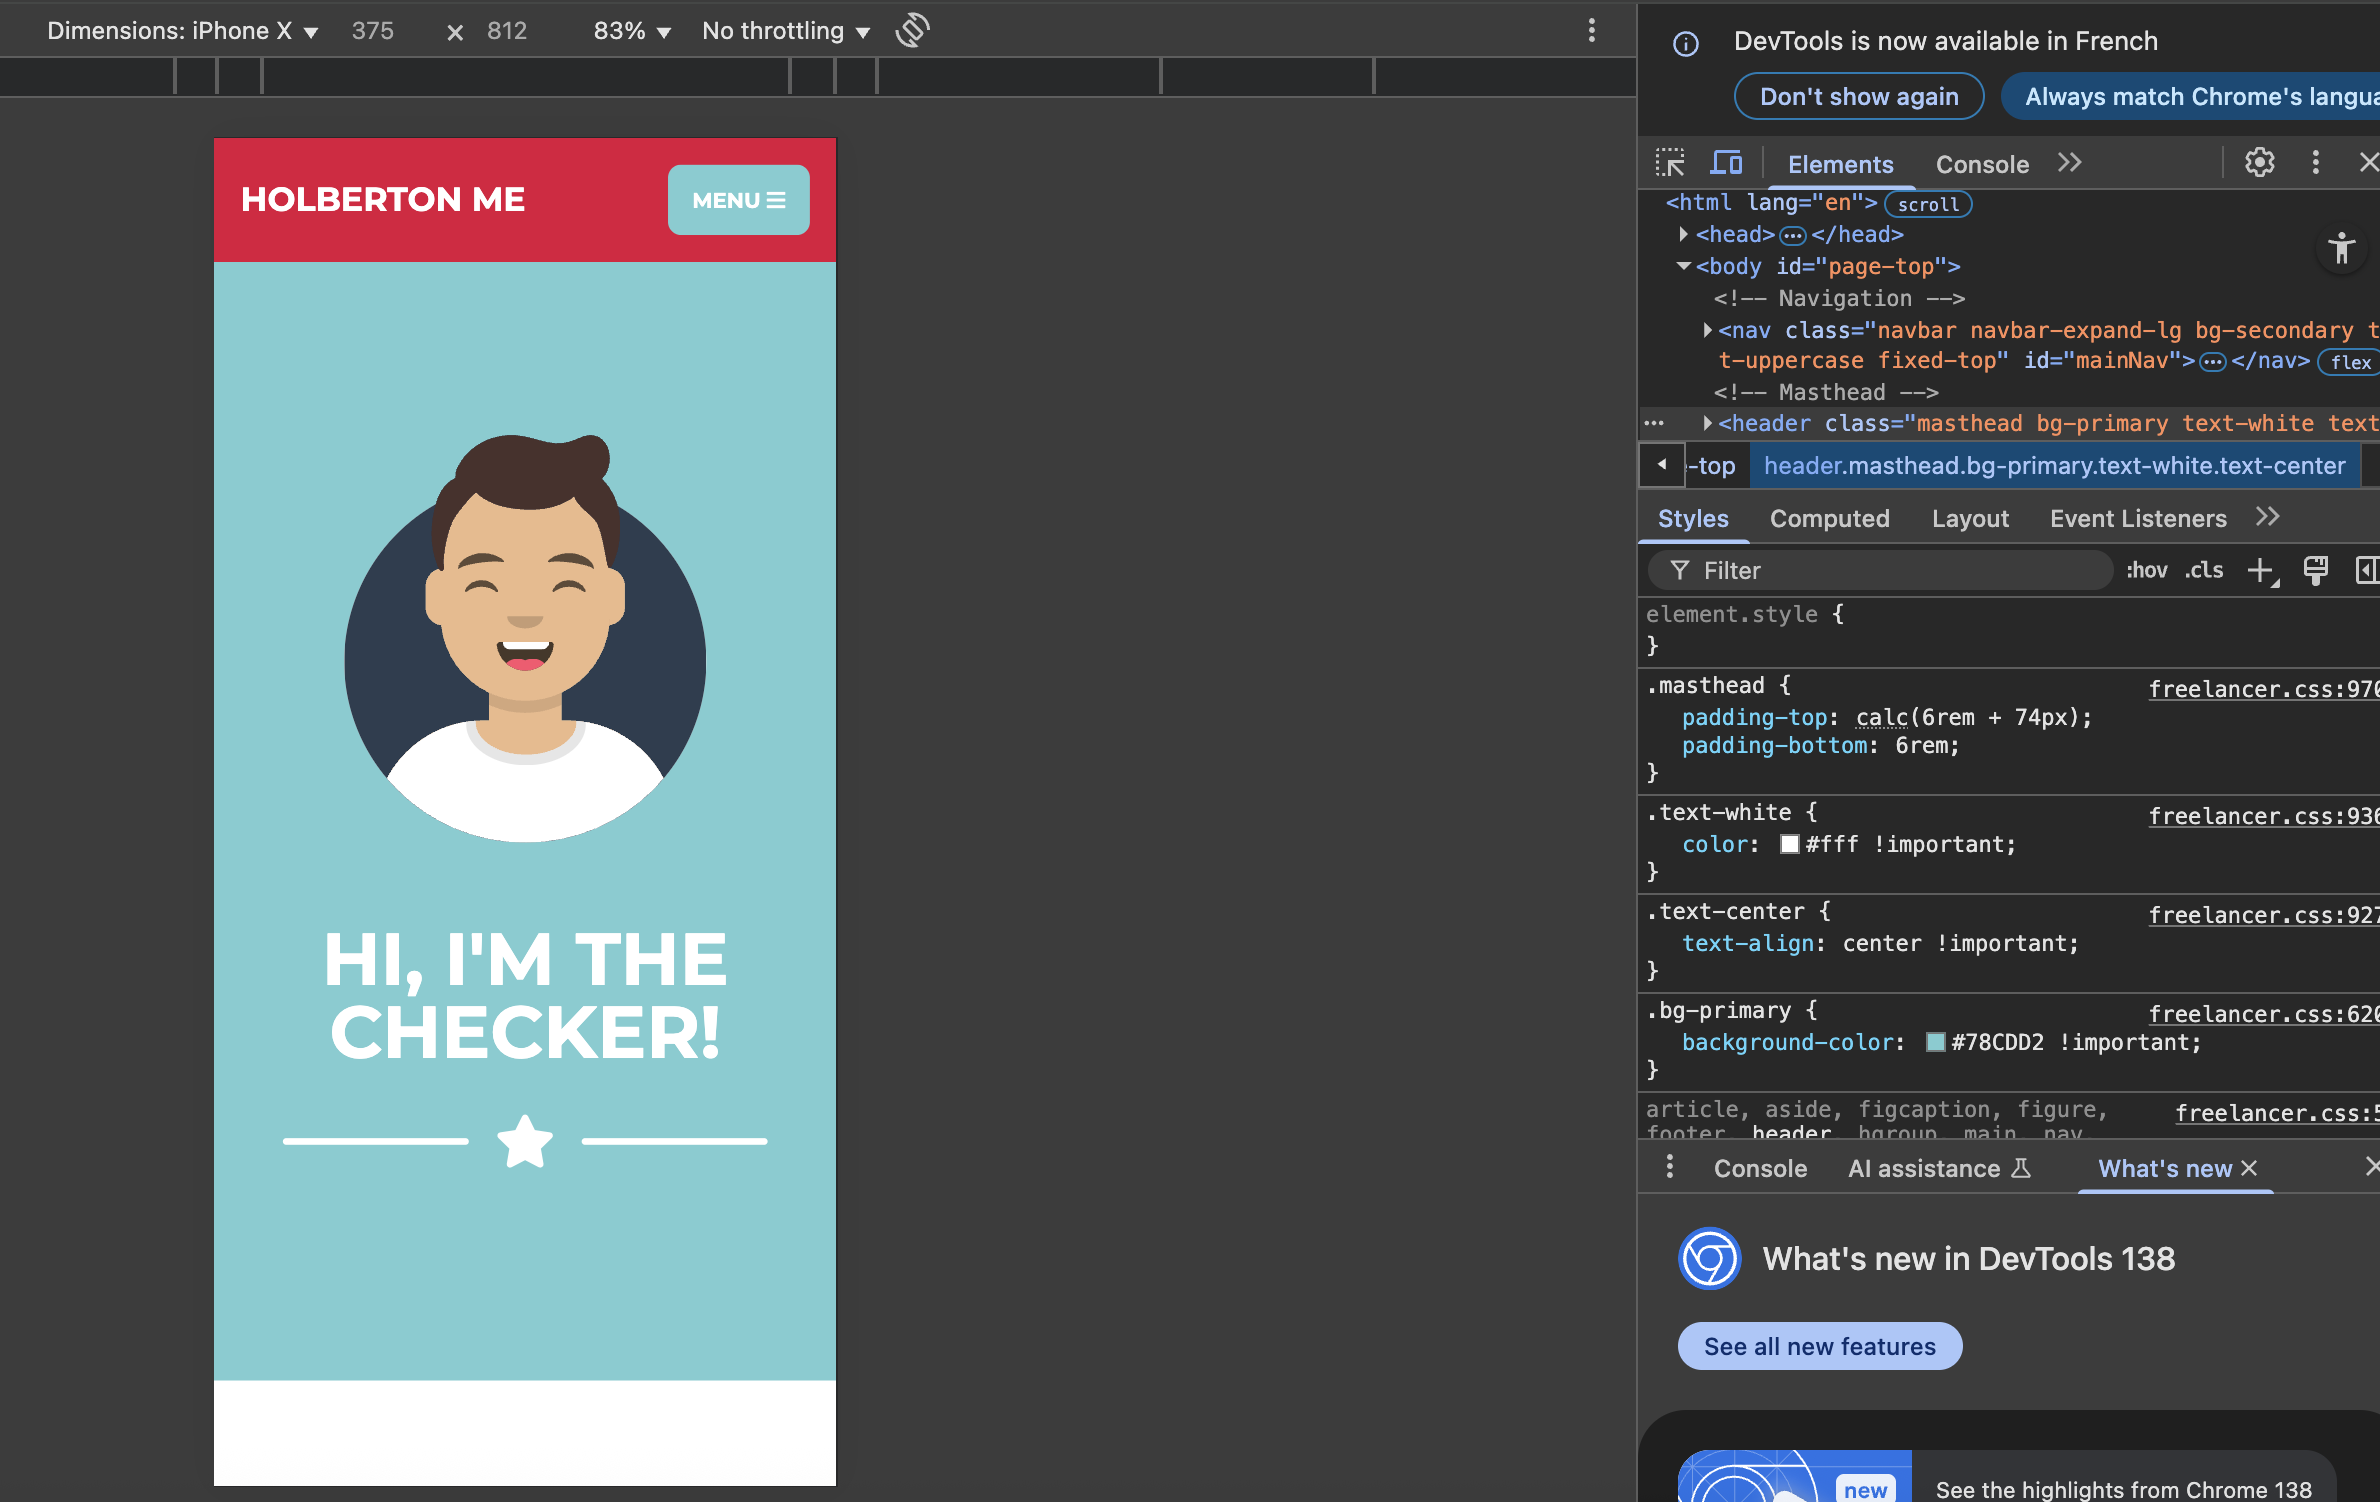 Dimensions: iPhone X ▼ 375 × 812 83% ▼ No throttling ▼
HOLBERTON ME
MENU
HI, I'M THE
CHECKER!
DevTools is now available in French
Don't show again
Always match Chrome's langua
Elements Console
<html lang="en"> scroll
<head> ••• </head>
<body id="page-top">
<!-- Navigation -->
<nav class="navbar navbar-expand-lg bg-secondary t
t-uppercase fixed-top" id="mainNav"> ••• </nav> flex
<!-- Masthead -->
<header class="masthead bg-primary text-white text
-top header.masthead.bg-primary.text-white.text-center
Styles Computed Layout Event Listeners
Filter :hov .cls
element.style {
}
.masthead { freelancer.css:970
padding-top: calc(6rem + 74px);
padding-bottom: 6rem;
}
.text-white { freelancer.css:936
color: #fff !important;
}
.text-center { freelancer.css:927
text-align: center !important;
}
.bg-primary { freelancer.css:620
background-color: #78CDD2 !important;
}
article, aside, figcaption, figure, freelancer.css:5
footer, header, hgroup, main, nav,
Console AI assistance What's new
What's new in DevTools 138
See all new features
new
See the highlights from Chrome 138